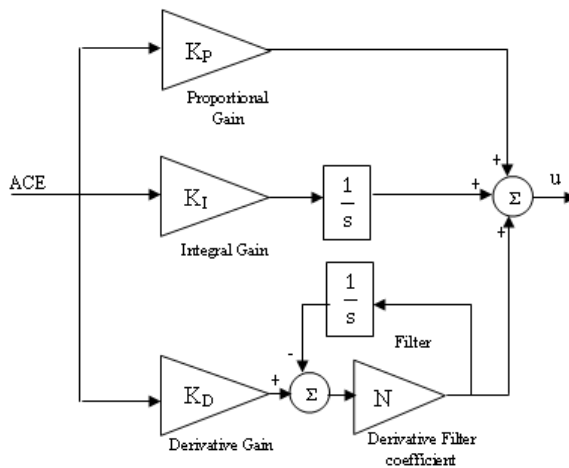 K_P
Proportional
Gain
+
ACE
K_I
1
s
+
Σ
u
+
Integral Gain
1
s
Filter
-
K_D
+
Σ
N
Derivative Gain
Derivative Filter
coefficient